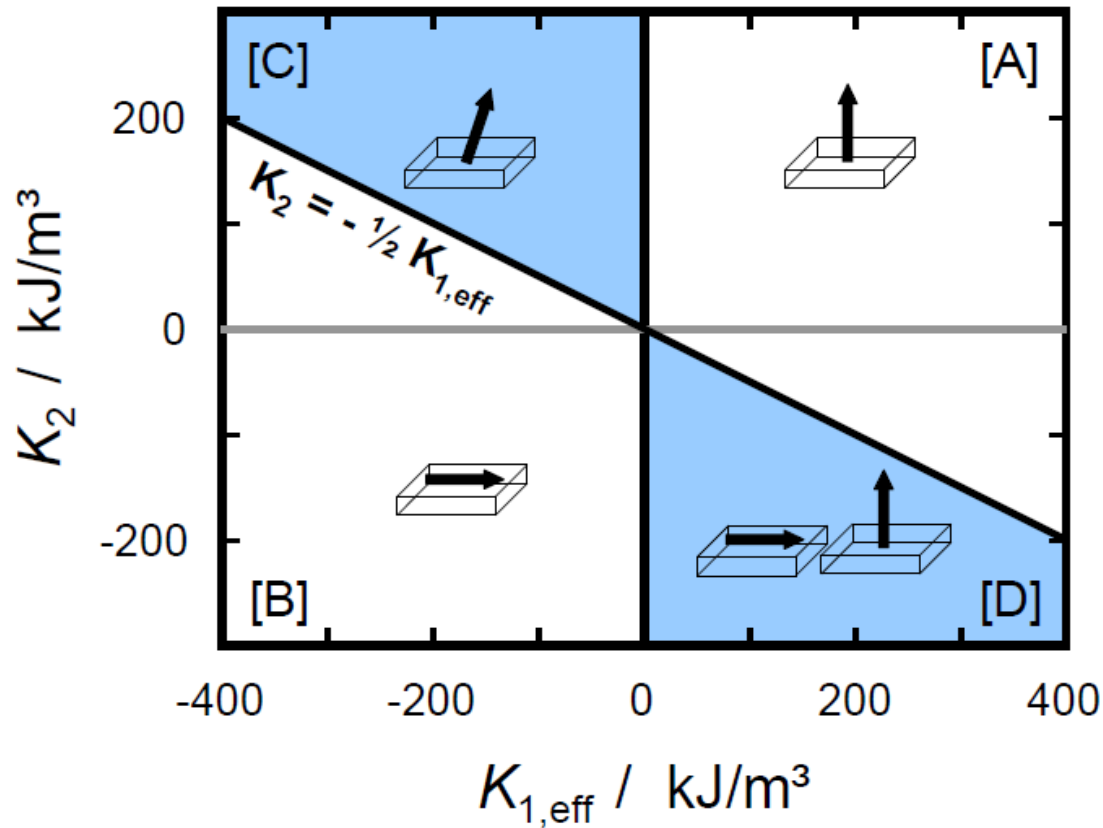 [C] [A]
200
K₂ = - ½ K₁,eff
0
-200
[B] [D]
-400 -200 0 200 400
K₁,eff / kJ/m³
K₂ / kJ/m³